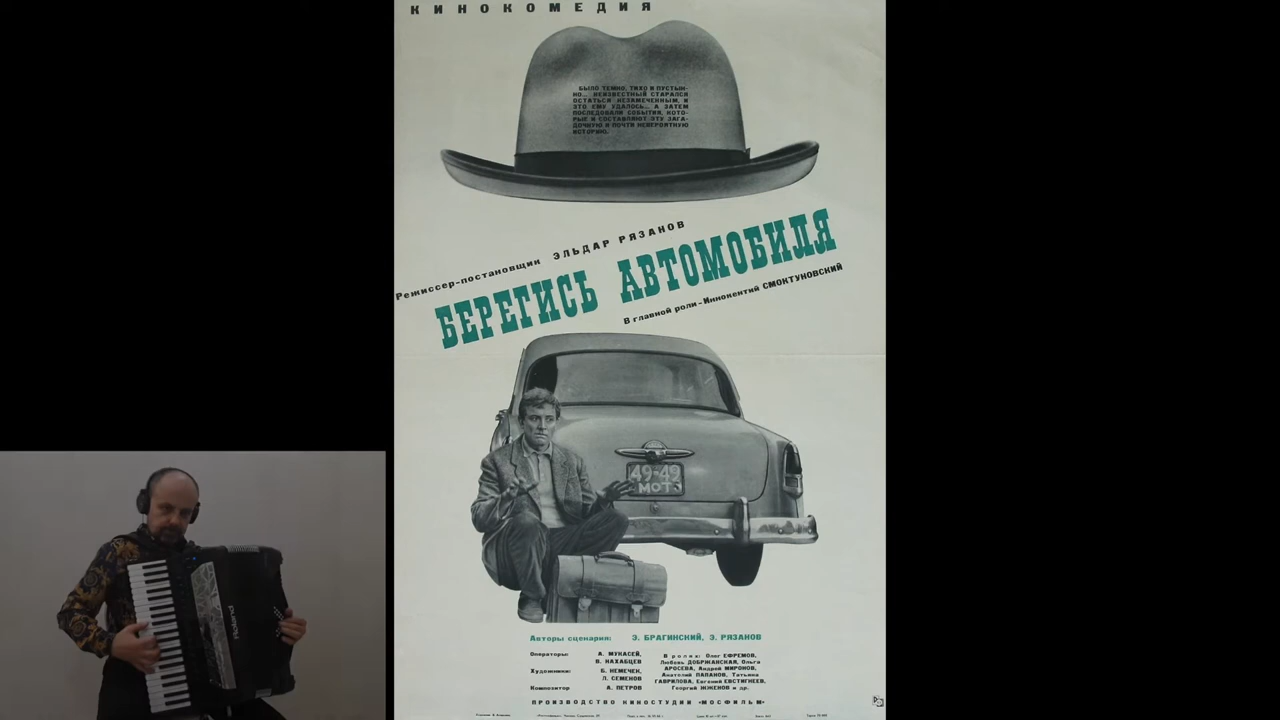 КИНОКОМЕДИЯ
БЫЛО ТЕМНО, ТИХО И ПУСТЫН-
НО... НЕИЗВЕСТНЫЙ СТАРАЛСЯ
ОСТАТЬСЯ НЕЗАМЕЧЕННЫМ, И
ЭТО ЕМУ УДАЛОСЬ... А ЗАТЕМ
ПОСЛЕДОВАЛИ СОБЫТИЯ, КОТО-
РЫЕ И СОСТАВЛЯЮТ ЭТУ ЗАГА-
ДОЧНУЮ И ПОЧТИ НЕВЕРОЯТНУЮ
ИСТОРИЮ.
Режиссер-постановщик ЭЛЬДАР РЯЗАНОВ
БЕРЕГИСЬ АВТОМОБИЛЯ
В главной роли-Иннокентий СМОКТУНОВСКИЙ
49-49
МОТ
Roland
Авторы сценария: Э. БРАГИНСКИЙ, Э. РЯЗАНОВ
Операторы: А. МУКАСЕЙ,
В. НАХАБЦЕВ
Художники: Б. НЕМЕЧЕК,
Л. СЕМЕНОВ
Композитор А. ПЕТРОВ
В ролях: Олег ЕФРЕМОВ,
Любовь ДОБРЖАНСКАЯ, Ольга
АРОСЕВА, Андрей МИРОНОВ,
Анатолий ПАПАНОВ, Татьяна
ГАВРИЛОВА, Евгений ЕВСТИГНЕЕВ,
Георгий ЖЖЕНОВ и др.
ПРОИЗВОДСТВО КИНОСТУДИИ «МОСФИЛЬМ»